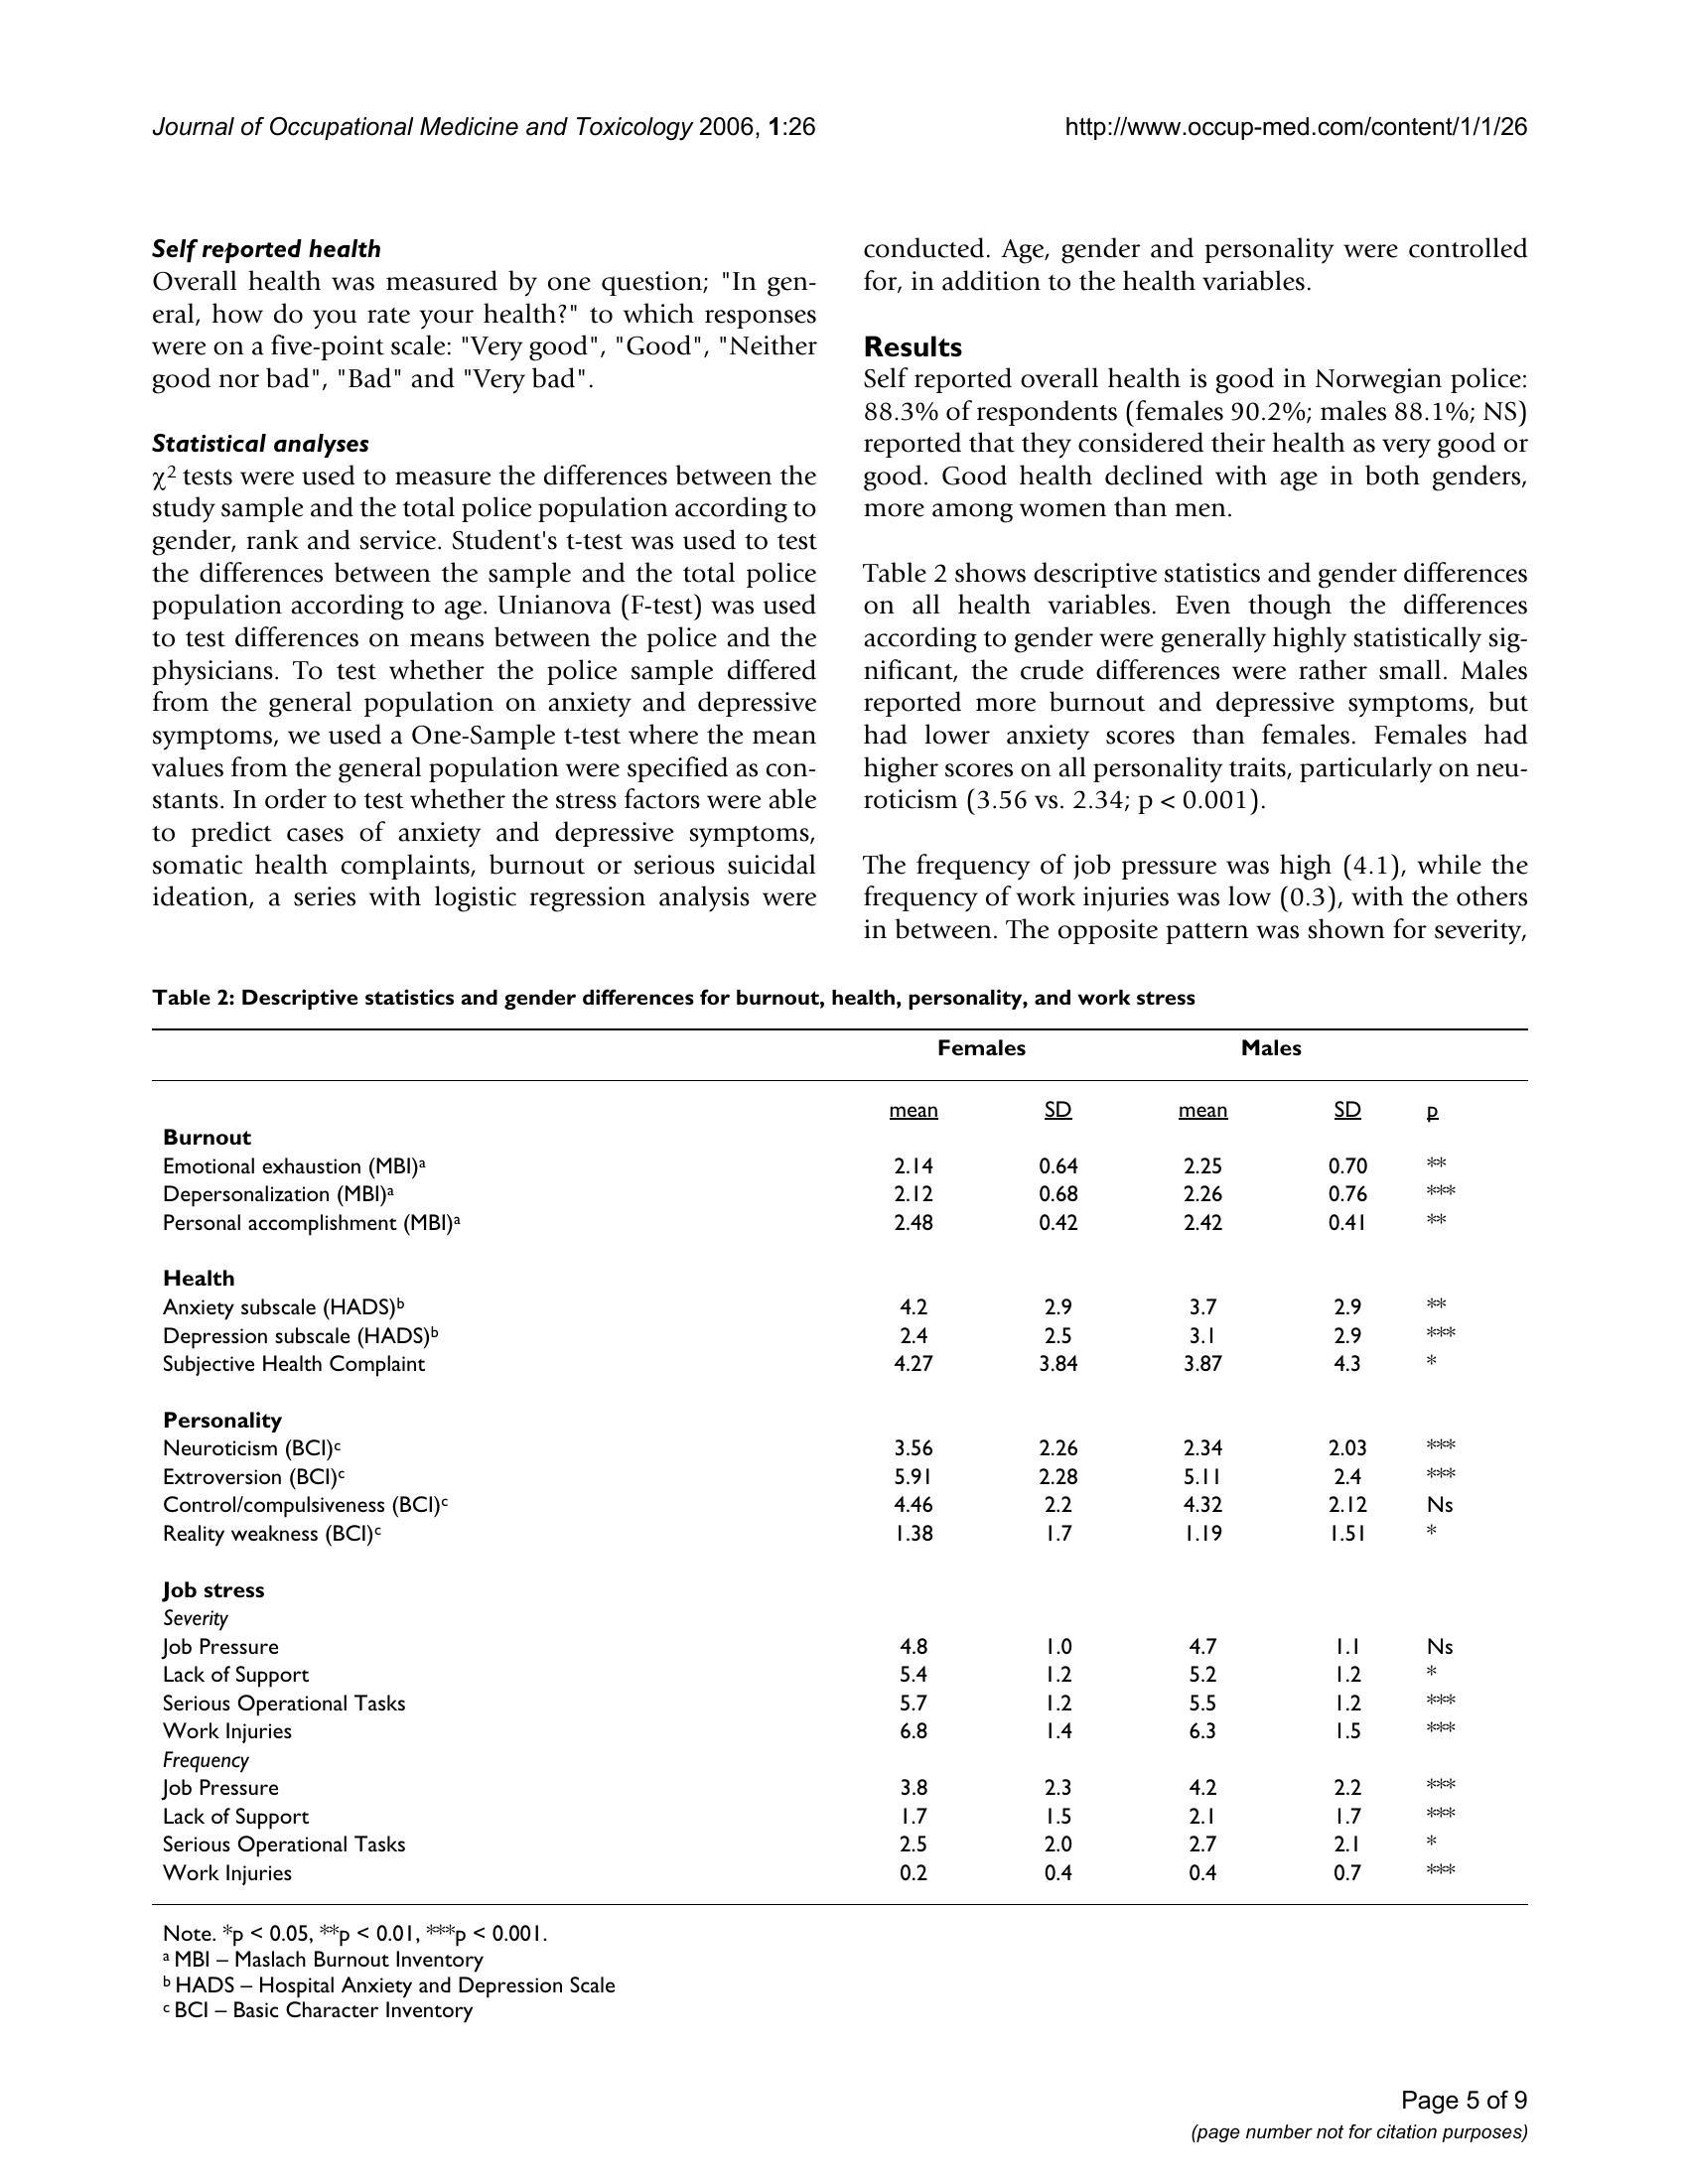 Journal of Occupational Medicine and Toxicology 2006, 1:26 http://www.occup-med.com/content/1/1/26
Self reported health
Overall health was measured by one question; "In gen-
eral, how do you rate your health?" to which responses
were on a five-point scale: "Very good", "Good", "Neither
good nor bad", "Bad" and "Very bad".
Statistical analyses
χ2 tests were used to measure the differences between the
study sample and the total police population according to
gender, rank and service. Student's t-test was used to test
the differences between the sample and the total police
population according to age. Unianova (F-test) was used
to test differences on means between the police and the
physicians. To test whether the police sample differed
from the general population on anxiety and depressive
symptoms, we used a One-Sample t-test where the mean
values from the general population were specified as con-
stants. In order to test whether the stress factors were able
to predict cases of anxiety and depressive symptoms,
somatic health complaints, burnout or serious suicidal
ideation, a series with logistic regression analysis were
conducted. Age, gender and personality were controlled
for, in addition to the health variables.
Results
Self reported overall health is good in Norwegian police:
88.3% of respondents (females 90.2%; males 88.1%; NS)
reported that they considered their health as very good or
good. Good health declined with age in both genders,
more among women than men.
Table 2 shows descriptive statistics and gender differences
on all health variables. Even though the differences
according to gender were generally highly statistically sig-
nificant, the crude differences were rather small. Males
reported more burnout and depressive symptoms, but
had lower anxiety scores than females. Females had
higher scores on all personality traits, particularly on neu-
roticism (3.56 vs. 2.34; p < 0.001).
The frequency of job pressure was high (4.1), while the
frequency of work injuries was low (0.3), with the others
in between. The opposite pattern was shown for severity,
Table 2: Descriptive statistics and gender differences for burnout, health, personality, and work stress
Females Males
mean SD mean SD p
Burnout
Emotional exhaustion (MBI)a 2.14 0.64 2.25 0.70 **
Depersonalization (MBI)a 2.12 0.68 2.26 0.76 ***
Personal accomplishment (MBI)a 2.48 0.42 2.42 0.41 **
Health
Anxiety subscale (HADS)b 4.2 2.9 3.7 2.9 **
Depression subscale (HADS)b 2.4 2.5 3.1 2.9 ***
Subjective Health Complaint 4.27 3.84 3.87 4.3 *
Personality
Neuroticism (BCI)c 3.56 2.26 2.34 2.03 ***
Extroversion (BCI)c 5.91 2.28 5.11 2.4 ***
Control/compulsiveness (BCI)c 4.46 2.2 4.32 2.12 Ns
Reality weakness (BCI)c 1.38 1.7 1.19 1.51 *
Job stress
Severity
Job Pressure 4.8 1.0 4.7 1.1 Ns
Lack of Support 5.4 1.2 5.2 1.2 *
Serious Operational Tasks 5.7 1.2 5.5 1.2 ***
Work Injuries 6.8 1.4 6.3 1.5 ***
Frequency
Job Pressure 3.8 2.3 4.2 2.2 ***
Lack of Support 1.7 1.5 2.1 1.7 ***
Serious Operational Tasks 2.5 2.0 2.7 2.1 *
Work Injuries 0.2 0.4 0.4 0.7 ***
Note. *p < 0.05, **p < 0.01, ***p < 0.001.
a MBI – Maslach Burnout Inventory
b HADS – Hospital Anxiety and Depression Scale
c BCI – Basic Character Inventory
Page 5 of 9
(page number not for citation purposes)